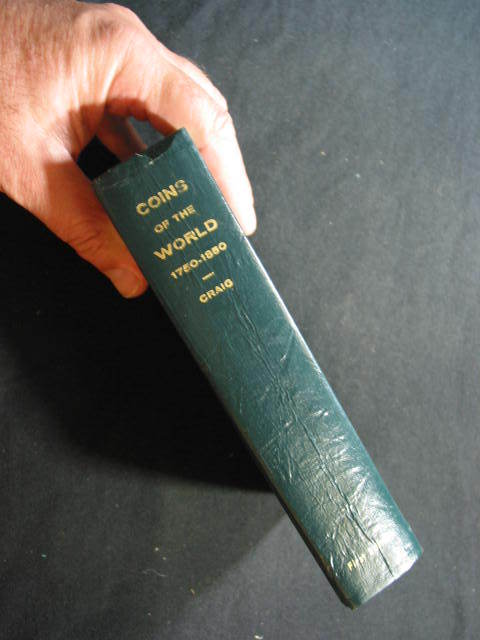 COINS
OF THE
WORLD
1750-1850
CRAIG